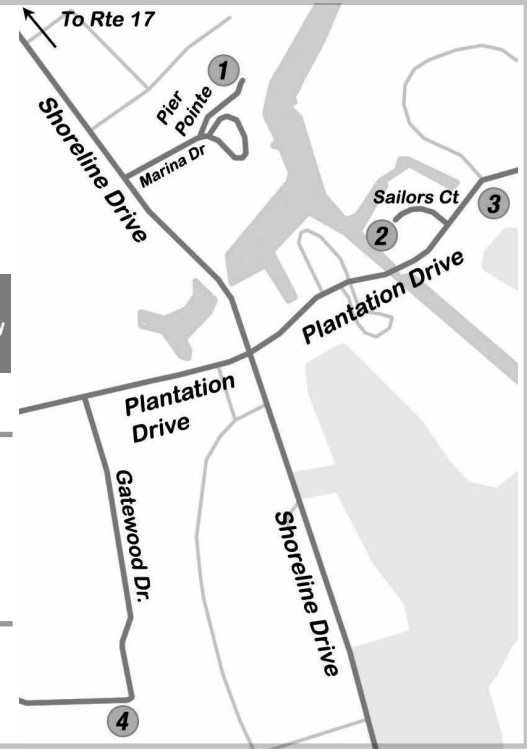 To Rte 17
1
Pier
Pointe
Marina Dr
Shoreline Drive
Sailors Ct
3
2
Plantation Drive
Plantation
Drive
Gatewood Dr.
Shoreline Drive
4